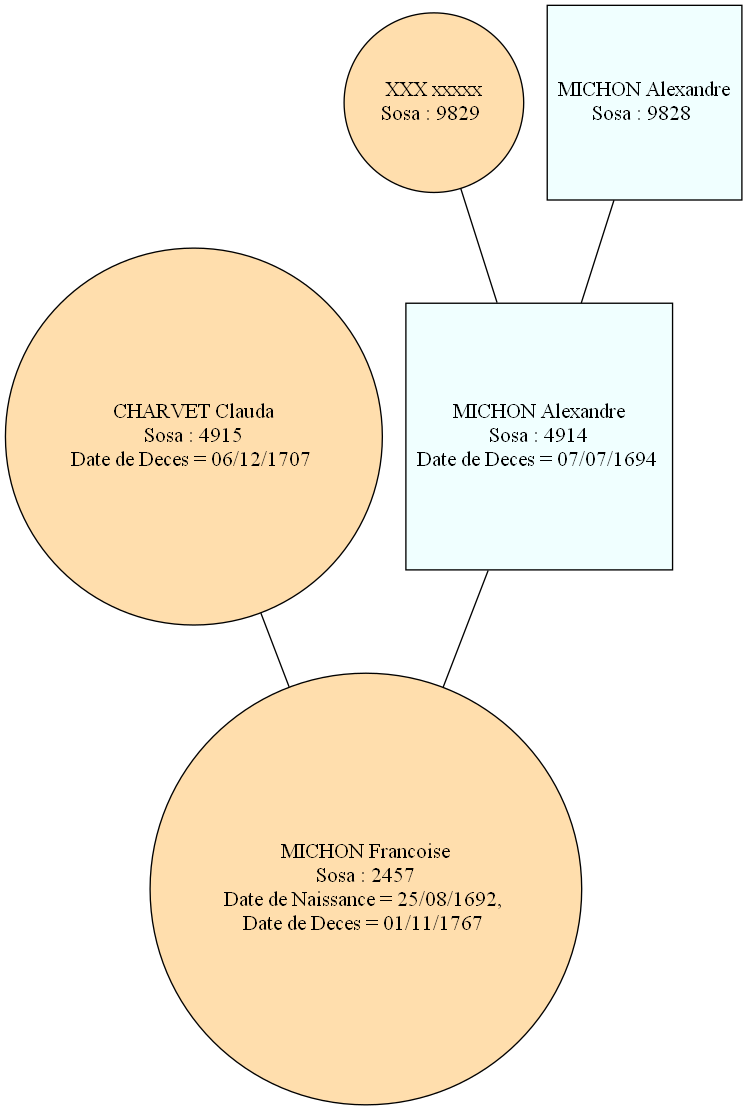 XXX xxxxx
Sosa : 9829
MICHON Alexandre
Sosa : 9828
CHARVET Clauda
Sosa : 4915
Date de Deces = 06/12/1707
MICHON Alexandre
Sosa : 4914
Date de Deces = 07/07/1694
MICHON Francoise
Sosa : 2457
Date de Naissance = 25/08/1692,
Date de Deces = 01/11/1767